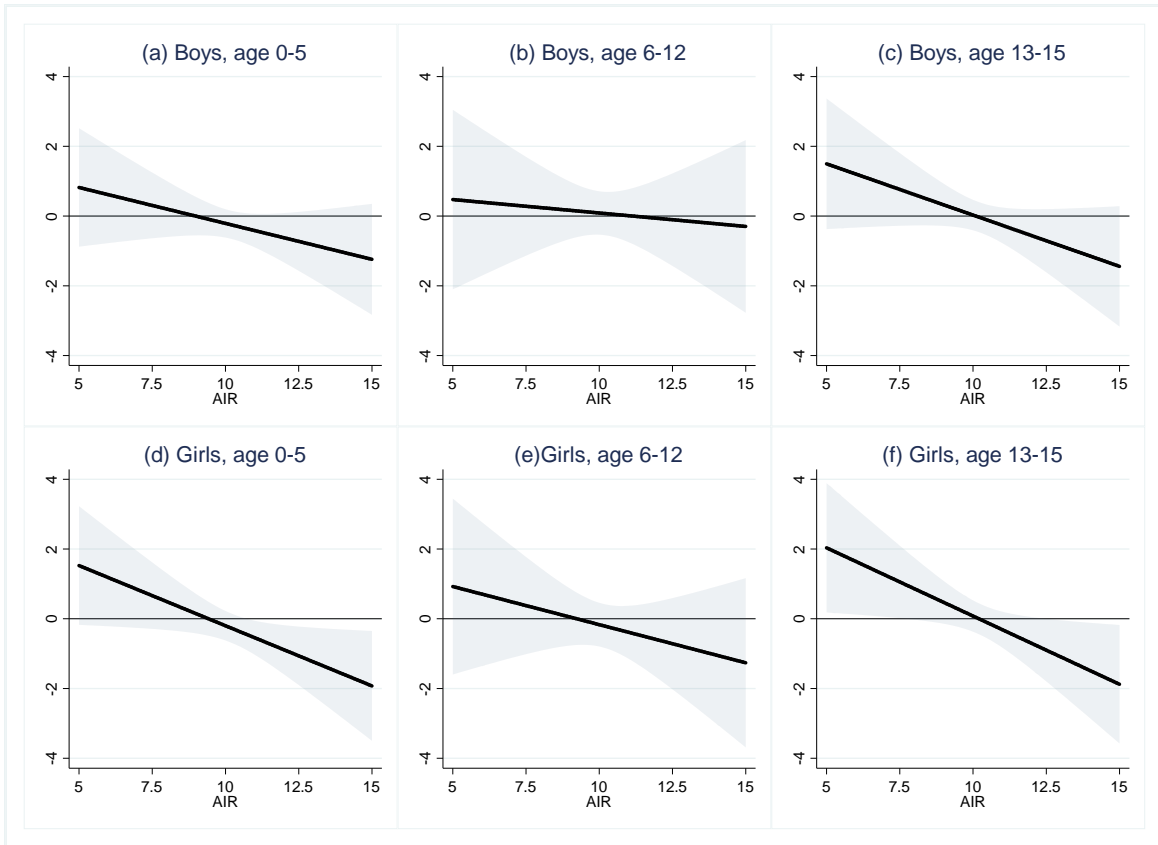 (a) Boys, age 0-5
4
2
0
-2
-4
5 7.5 10 12.5 15
AIR
(b) Boys, age 6-12
4
2
0
-2
-4
5 7.5 10 12.5 15
AIR
(c) Boys, age 13-15
4
2
0
-2
-4
5 7.5 10 12.5 15
AIR
(d) Girls, age 0-5
4
2
0
-2
-4
5 7.5 10 12.5 15
AIR
(e)Girls, age 6-12
4
2
0
-2
-4
5 7.5 10 12.5 15
AIR
(f) Girls, age 13-15
4
2
0
-2
-4
5 7.5 10 12.5 15
AIR